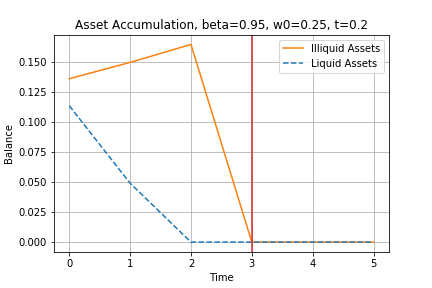 Asset Accumulation, beta=0.95, w0=0.25, t=0.2
Illiquid Assets
Liquid Assets
Balance
0.150
0.125
0.100
0.075
0.050
0.025
0.000
0 1 2 3 4 5
Time